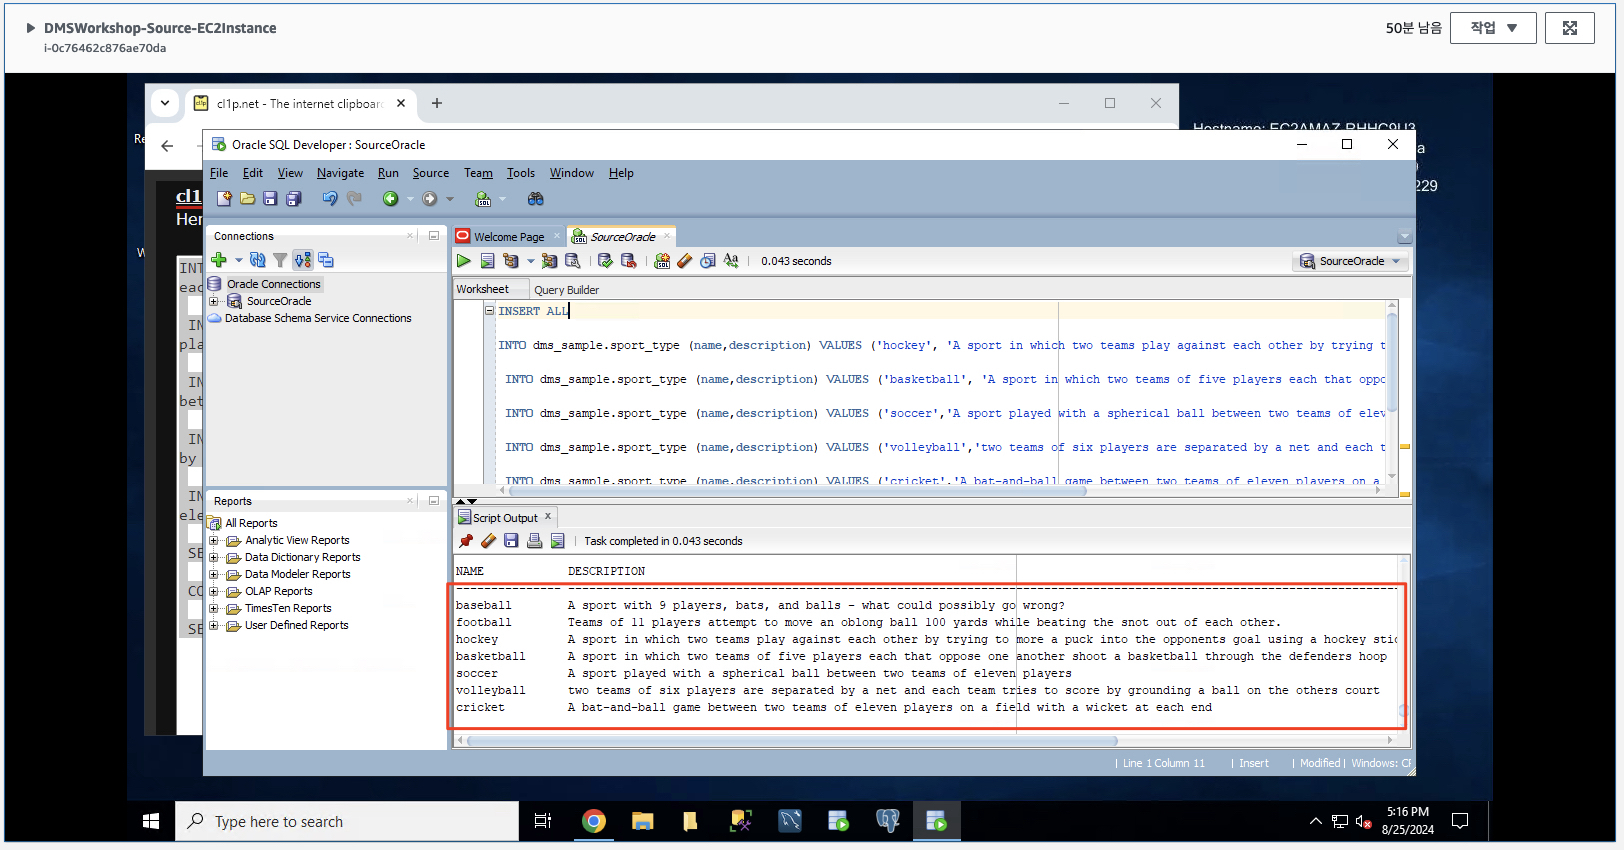 DMSWorkshop-Source-EC2Instance
i-0c76462c876ae70da
50분 남음
작업
cl1p.net - The internet clipboard
Hostname: EC2AMAZ-RHHC9U3
Oracle SQL Developer : SourceOracle
File Edit View Navigate Run Source Team Tools Window Help
229
cl1
Her
Connections
Oracle Connections
SourceOracle
Database Schema Service Connections
Welcome Page
SourceOracle
0.043 seconds
SourceOracle
Worksheet
Query Builder
INSERT ALL
INTO dms_sample.sport_type (name,description) VALUES ('hockey', 'A sport in which two teams play against each other by trying t
INTO dms_sample.sport_type (name,description) VALUES ('basketball', 'A sport in which two teams of five players each that oppo
INTO dms_sample.sport_type (name,description) VALUES ('soccer','A sport played with a spherical ball between two teams of elev
INTO dms_sample.sport_type (name,description) VALUES ('volleyball','two teams of six players are separated by a net and each t
INTO dms_sample.sport_type (name,description) VALUES ('cricket','A bat-and-ball game between two teams of eleven players on a
INT
eac
IN
pla
IN
bet
IN
by
IN
ele
SE
CO
SE
Reports
All Reports
Analytic View Reports
Data Dictionary Reports
Data Modeler Reports
OLAP Reports
TimesTen Reports
User Defined Reports
Script Output
Task completed in 0.043 seconds
NAME DESCRIPTION
baseball A sport with 9 players, bats, and balls - what could possibly go wrong?
football Teams of 11 players attempt to move an oblong ball 100 yards while beating the snot out of each other.
hockey A sport in which two teams play against each other by trying to more a puck into the opponents goal using a hockey stic
basketball A sport in which two teams of five players each that oppose one another shoot a basketball through the defenders hoop
soccer A sport played with a spherical ball between two teams of eleven players
volleyball two teams of six players are separated by a net and each team tries to score by grounding a ball on the others court
cricket A bat-and-ball game between two teams of eleven players on a field with a wicket at each end
Line 1 Column 11 Insert Modified Windows: CF
Type here to search
5:16 PM
8/25/2024